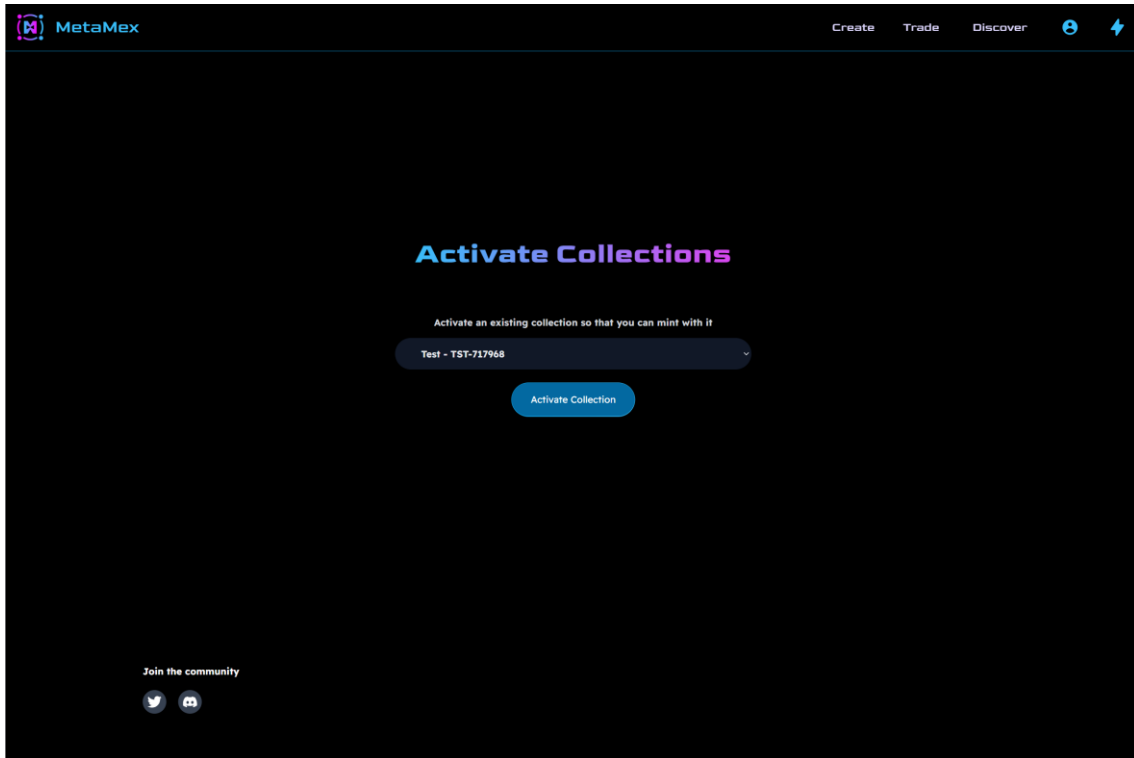 MetaMex
Create Trade Discover
Activate Collections
Activate an existing collection so that you can mint with it
Test - TST-717968
Activate Collection
Join the community